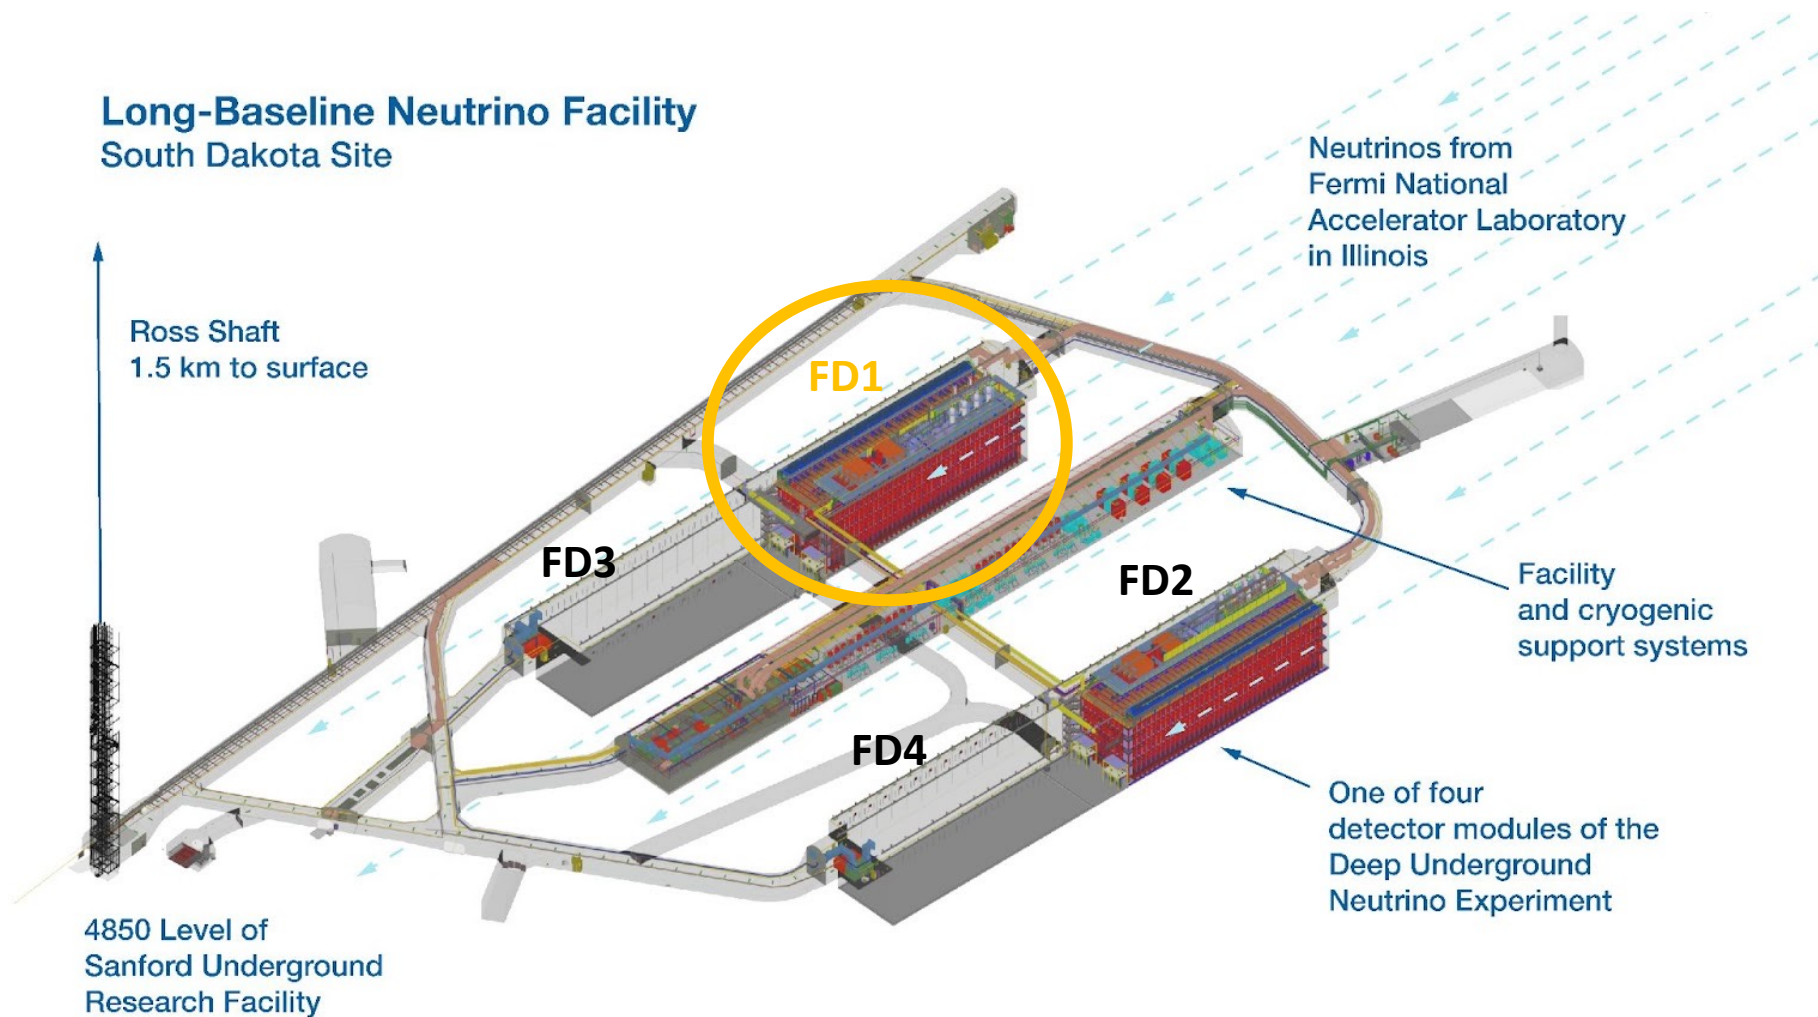 Long-Baseline Neutrino Facility
South Dakota Site
Neutrinos from
Fermi National
Accelerator Laboratory
in Illinois
Ross Shaft
1.5 km to surface
FD1
FD3
FD2
Facility
and cryogenic
support systems
FD4
One of four
detector modules of the
Deep Underground
Neutrino Experiment
4850 Level of
Sanford Underground
Research Facility